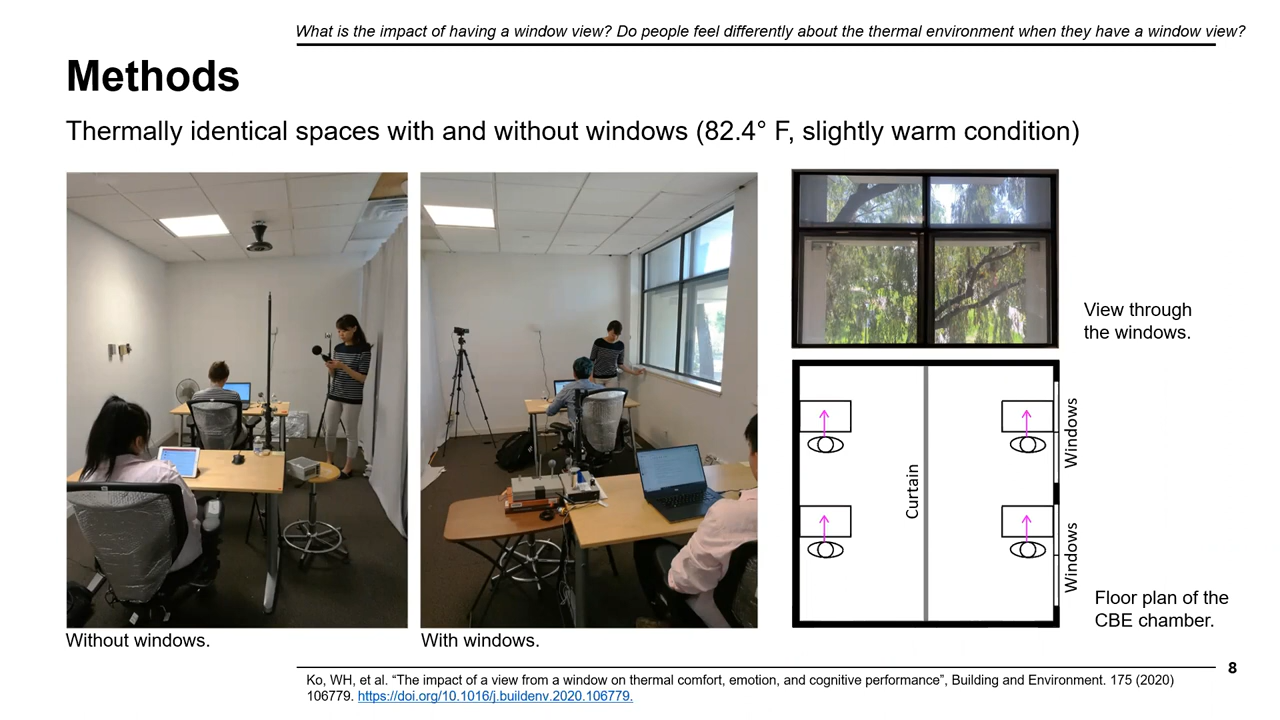 What is the impact of having a window view? Do people feel differently about the thermal environment when they have a window view?
Methods
Thermally identical spaces with and without windows (82.4° F, slightly warm condition)
View through
the windows.
Windows
Curtain
Windows
Floor plan of the
CBE chamber.
Without windows.
With windows.
8
Ko, WH, et al. “The impact of a view from a window on thermal comfort, emotion, and cognitive performance”, Building and Environment. 175 (2020)
106779. https://doi.org/10.1016/j.buildenv.2020.106779.